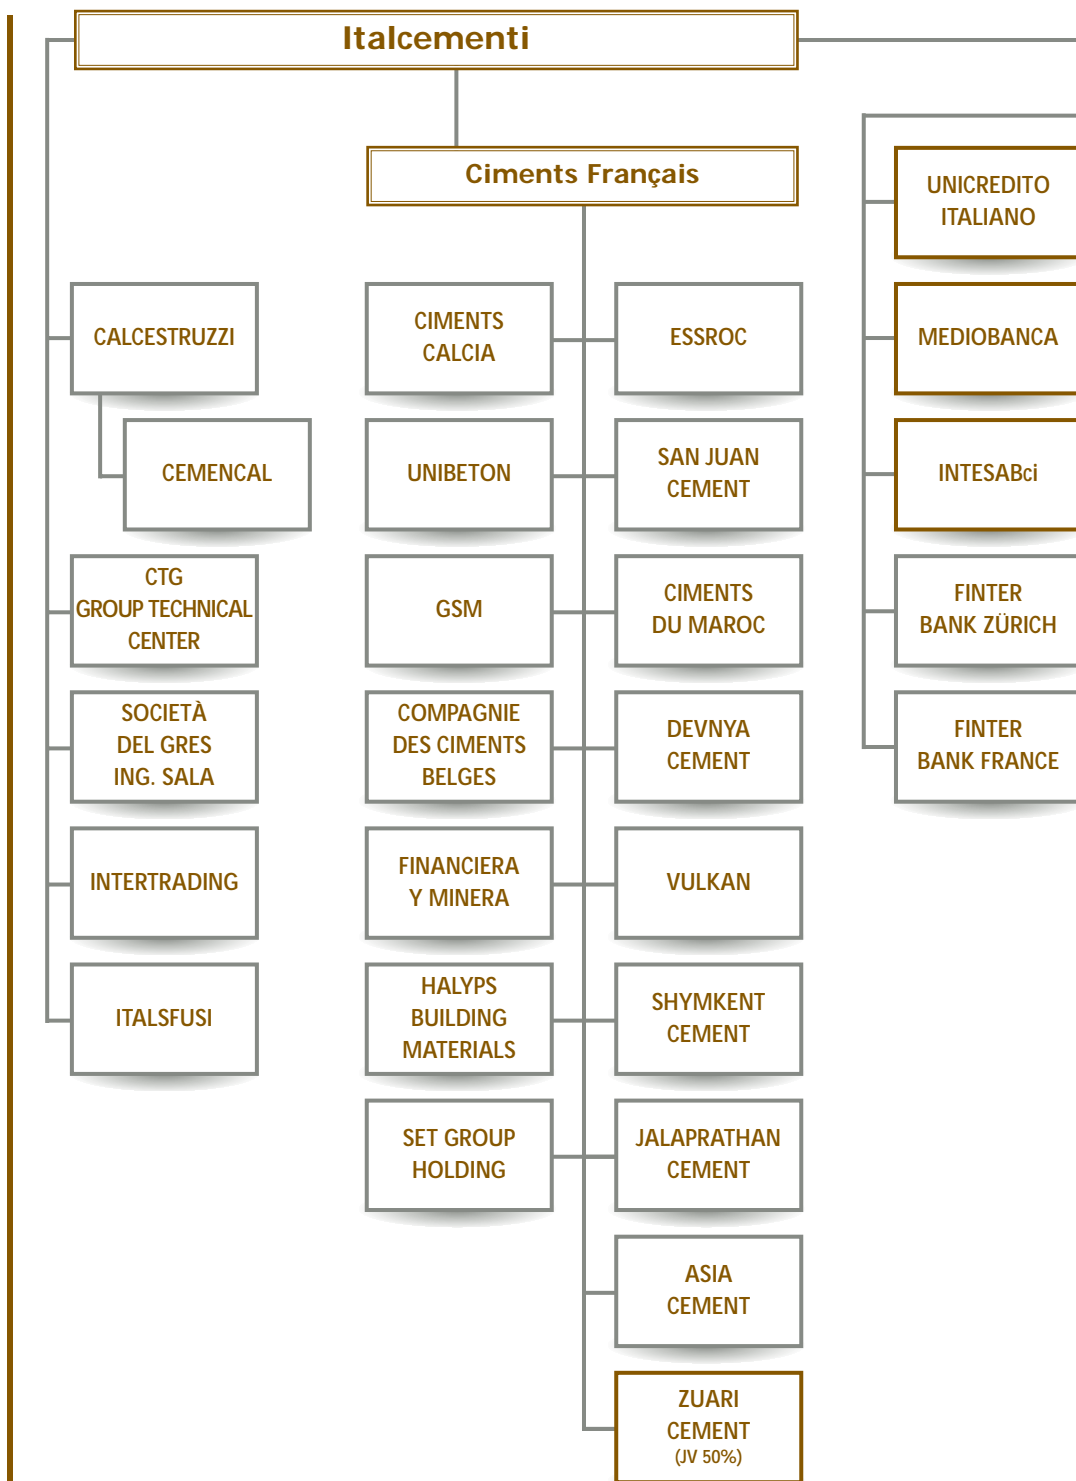 Italcementi
Ciments Français
CALCESTRUZZI
CEMENCAL
CTG
GROUP TECHNICAL
CENTER
SOCIETÀ
DEL GRES
ING. SALA
INTERTRADING
ITALSFUSI
CIMENTS
CALCIA
UNIBETON
GSM
COMPAGNIE
DES CIMENTS
BELGES
FINANCIERA
Y MINERA
HALYPS
BUILDING
MATERIALS
SET GROUP
HOLDING
ESSROC
SAN JUAN
CEMENT
CIMENTS
DU MAROC
DEVNYA
CEMENT
VULKAN
SHYMKENT
CEMENT
JALAPRATHAN
CEMENT
ASIA
CEMENT
ZUARI
CEMENT
(JV 50%)
UNICREDITO
ITALIANO
MEDIOBANCA
INTESABci
FINTER
BANK ZÜRICH
FINTER
BANK FRANCE